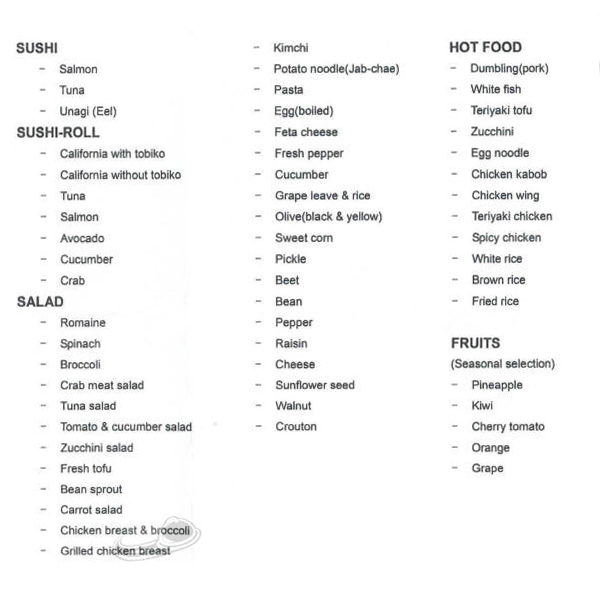 SUSHI
- Salmon
- Tuna
- Unagi (Eel)
SUSHI-ROLL
- California with tobiko
- California without tobiko
- Tuna
- Salmon
- Avocado
- Cucumber
- Crab
SALAD
- Romaine
- Spinach
- Broccoli
- Crab meat salad
- Tuna salad
- Tomato & cucumber salad
- Zucchini salad
- Fresh tofu
- Bean sprout
- Carrot salad
- Chicken breast & broccoli
- Grilled chicken breast
- Kimchi
- Potato noodle(Jab-chae)
- Pasta
- Egg(boiled)
- Feta cheese
- Fresh pepper
- Cucumber
- Grape leave & rice
- Olive(black & yellow)
- Sweet corn
- Pickle
- Beet
- Bean
- Pepper
- Raisin
- Cheese
- Sunflower seed
- Walnut
- Crouton
HOT FOOD
- Dumbling(pork)
- White fish
- Teriyaki tofu
- Zucchini
- Egg noodle
- Chicken kabob
- Chicken wing
- Teriyaki chicken
- Spicy chicken
- White rice
- Brown rice
- Fried rice
FRUITS
(Seasonal selection)
- Pineapple
- Kiwi
- Cherry tomato
- Orange
- Grape